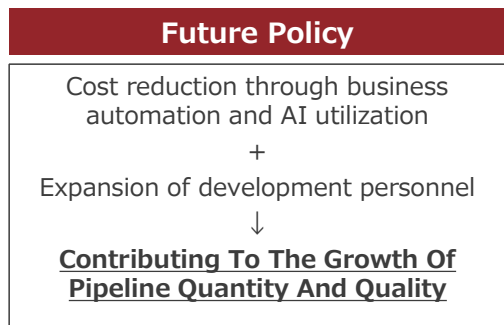 Future Policy
Cost reduction through business
automation and AI utilization
+
Expansion of development personnel
↓
Contributing To The Growth Of
Pipeline Quantity And Quality